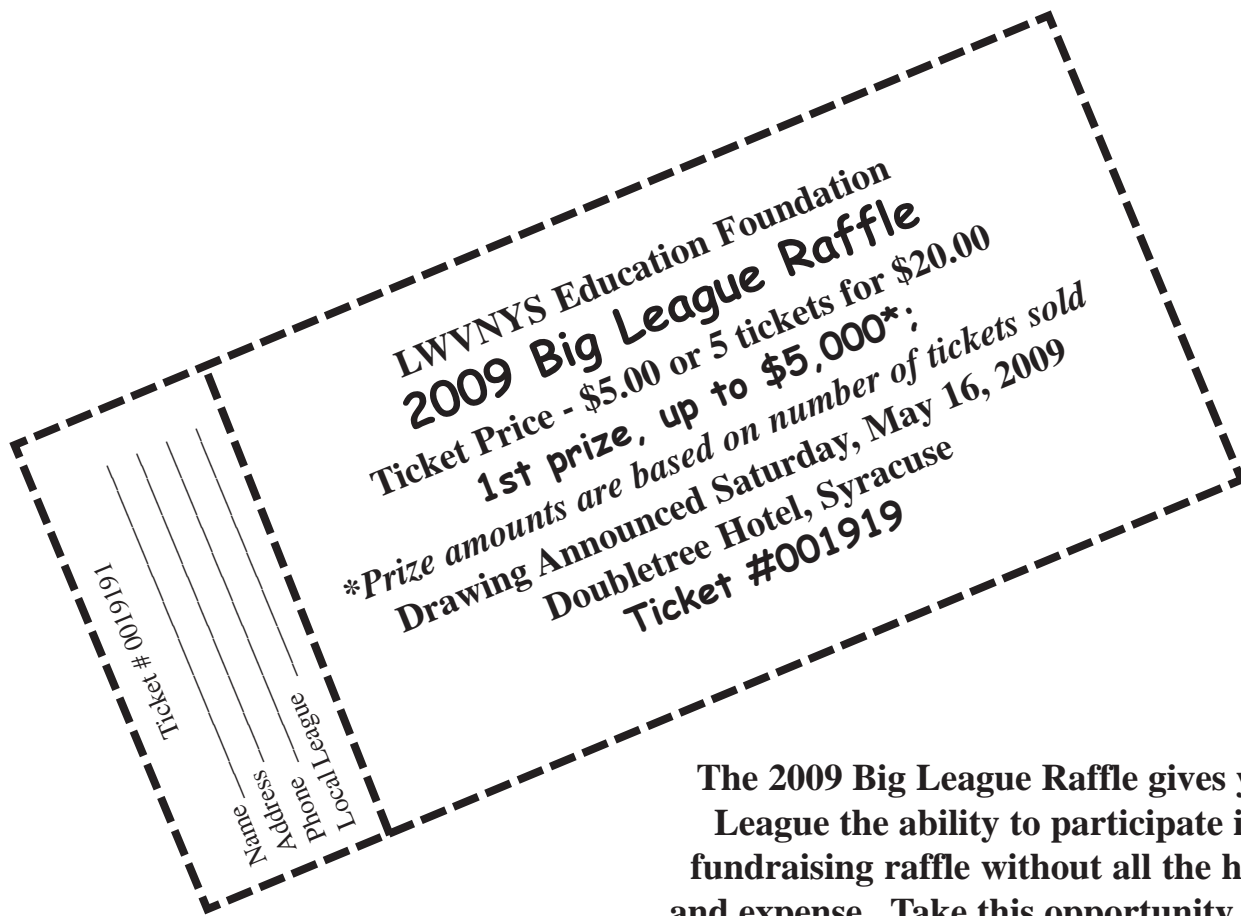 LWVNYS Education Foundation
2009 Big League Raffle
Ticket Price - $5.00 or 5 tickets for $20.00
1st prize, up to $5,000*;
*Prize amounts are based on number of tickets sold
Drawing Announced Saturday, May 16, 2009
Doubletree Hotel, Syracuse
Ticket #001919
Ticket # 0019191
Name
Address
Phone
Local League
The 2009 Big League Raffle gives
League the ability to participate
fundraising raffle without all the
and expense. Take this opportunity